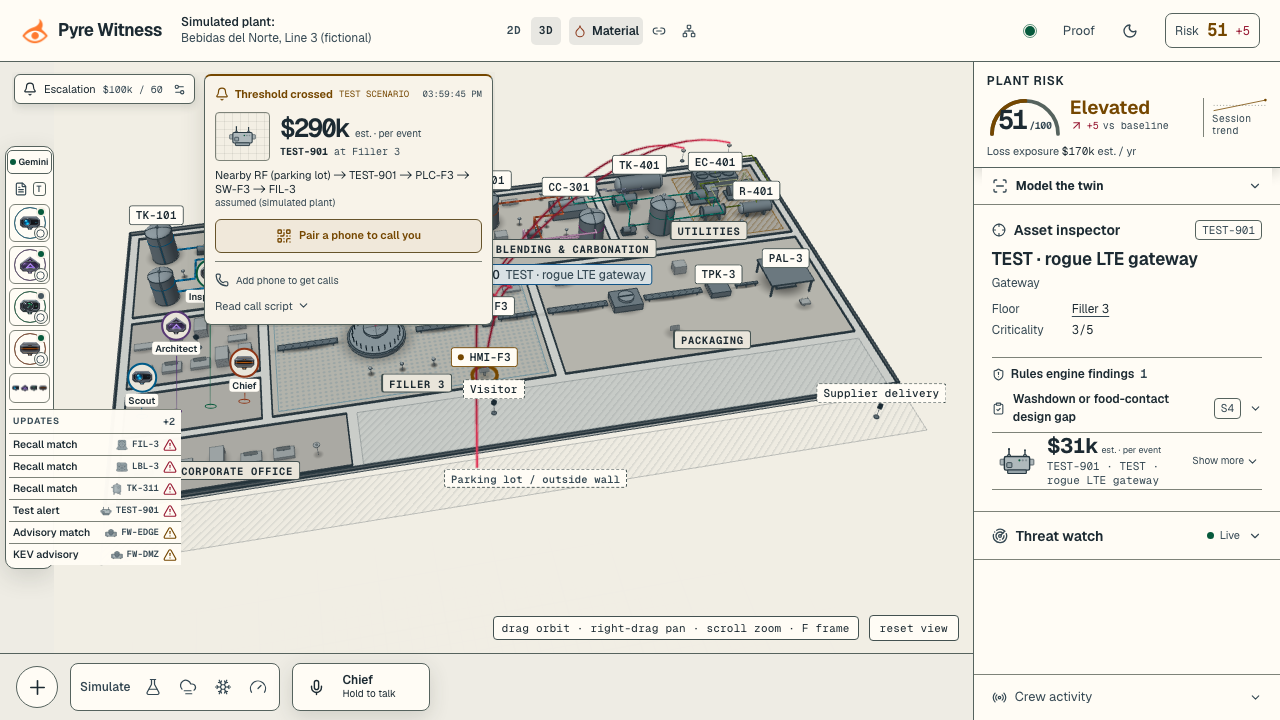 Pyre Witness
Simulated plant:
Bebidas del Norte, Line 3 (fictional)
2D
3D
Material
Proof
Risk 51 +5
Escalation $100k / 60
Threshold crossed TEST SCENARIO 03:59:45 PM
$290k est. · per event
TEST-901 at Filler 3
Nearby RF (parking lot) → TEST-901 → PLC-F3 →
SW-F3 → FIL-3
assumed (simulated plant)
Pair a phone to call you
Add phone to get calls
Read call script
Gemini
T
TK-101
Architect
Scout
Chief
01
CC-301
TK-401
EC-401
R-401
UTILITIES
BLENDING & CARBONATION
0 TEST · rogue LTE gateway
TPK-3
PAL-3
F3
PACKAGING
HMI-F3
FILLER 3
Visitor
Supplier delivery
CORPORATE OFFICE
Parking lot / outside wall
UPDATES +2
Recall match FIL-3
Recall match LBL-3
Recall match TK-311
Test alert TEST-901
Advisory match FW-EDGE
KEV advisory FW-DMZ
drag orbit · right-drag pan · scroll zoom · F frame
reset view
Simulate
Chief
Hold to talk
PLANT RISK
51 /100
Elevated
+5 vs baseline
Session
trend
Loss exposure $170k est. / yr
Model the twin
Asset inspector TEST-901
TEST · rogue LTE gateway
Gateway
Floor Filler 3
Criticality 3/5
Rules engine findings 1
Washdown or food-contact
design gap
S4
$31k est. · per event
TEST-901 · TEST ·
rogue LTE gateway
Show more
Threat watch Live
Crew activity